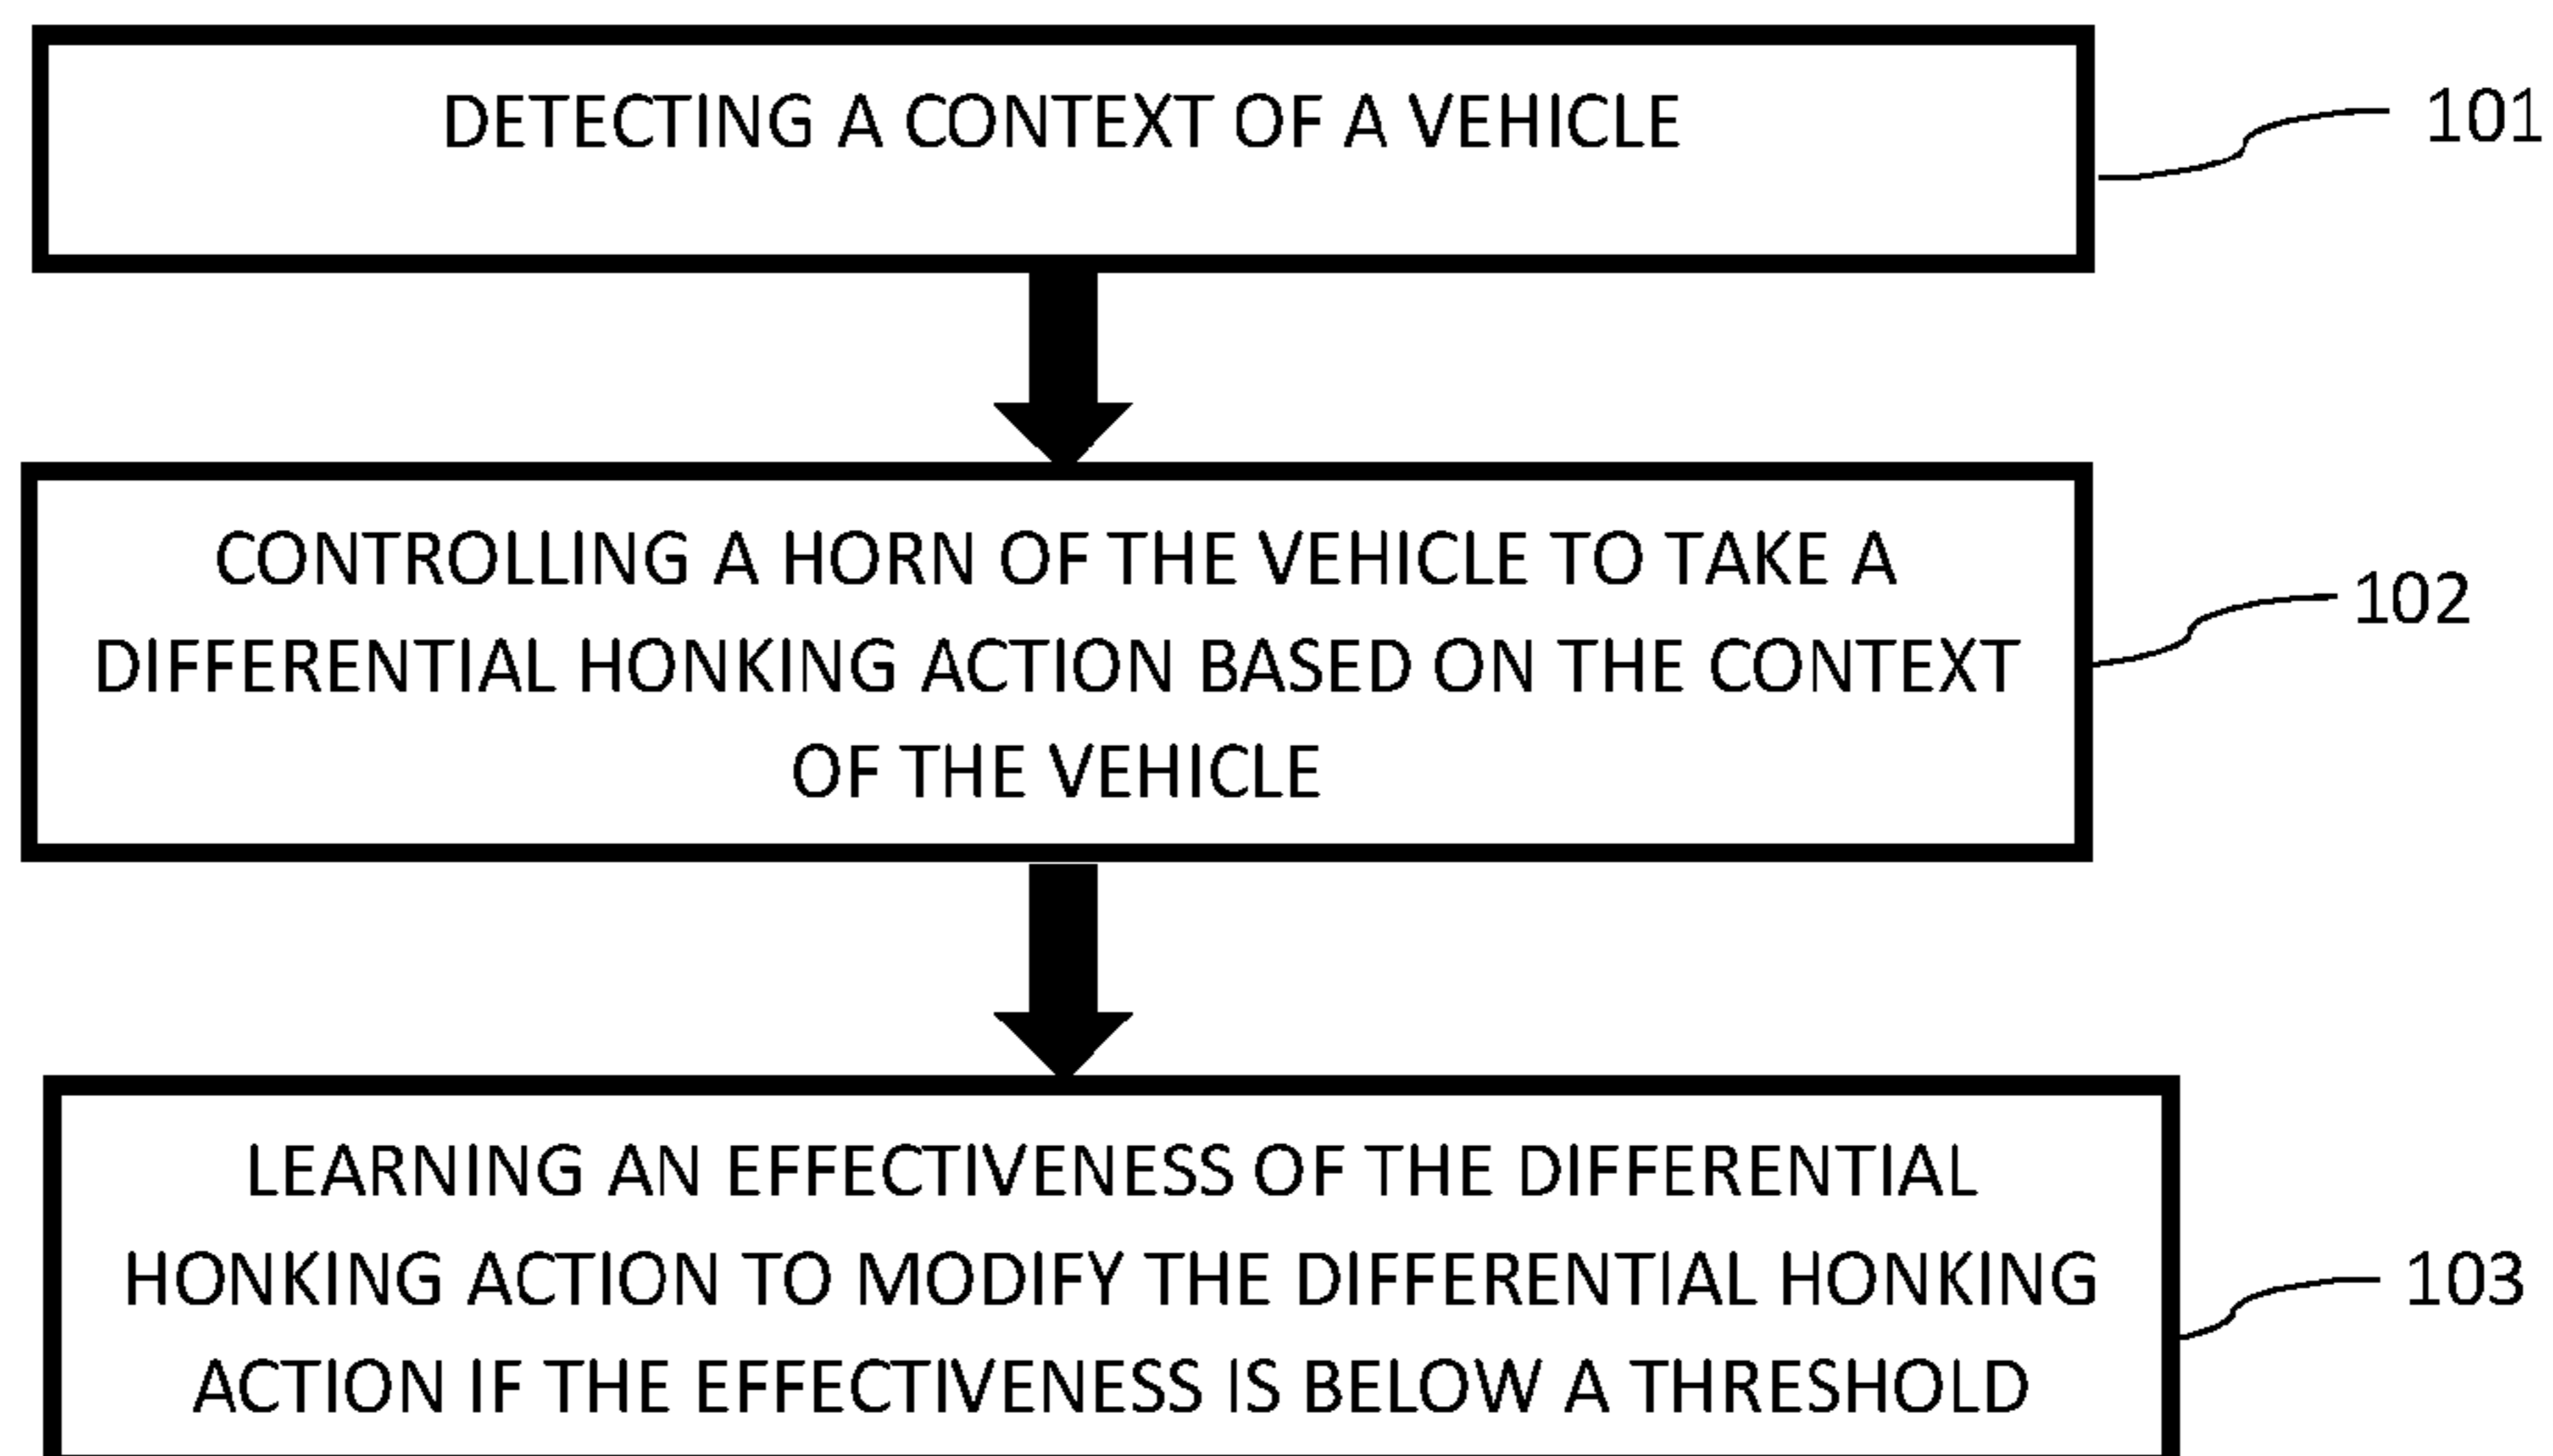 DETECTING A CONTEXT OF A VEHICLE
101
CONTROLLING A HORN OF THE VEHICLE TO TAKE A
DIFFERENTIAL HONKING ACTION BASED ON THE CONTEXT
OF THE VEHICLE
102
LEARNING AN EFFECTIVENESS OF THE DIFFERENTIAL
HONKING ACTION TO MODIFY THE DIFFERENTIAL HONKING
ACTION IF THE EFFECTIVENESS IS BELOW A THRESHOLD
103